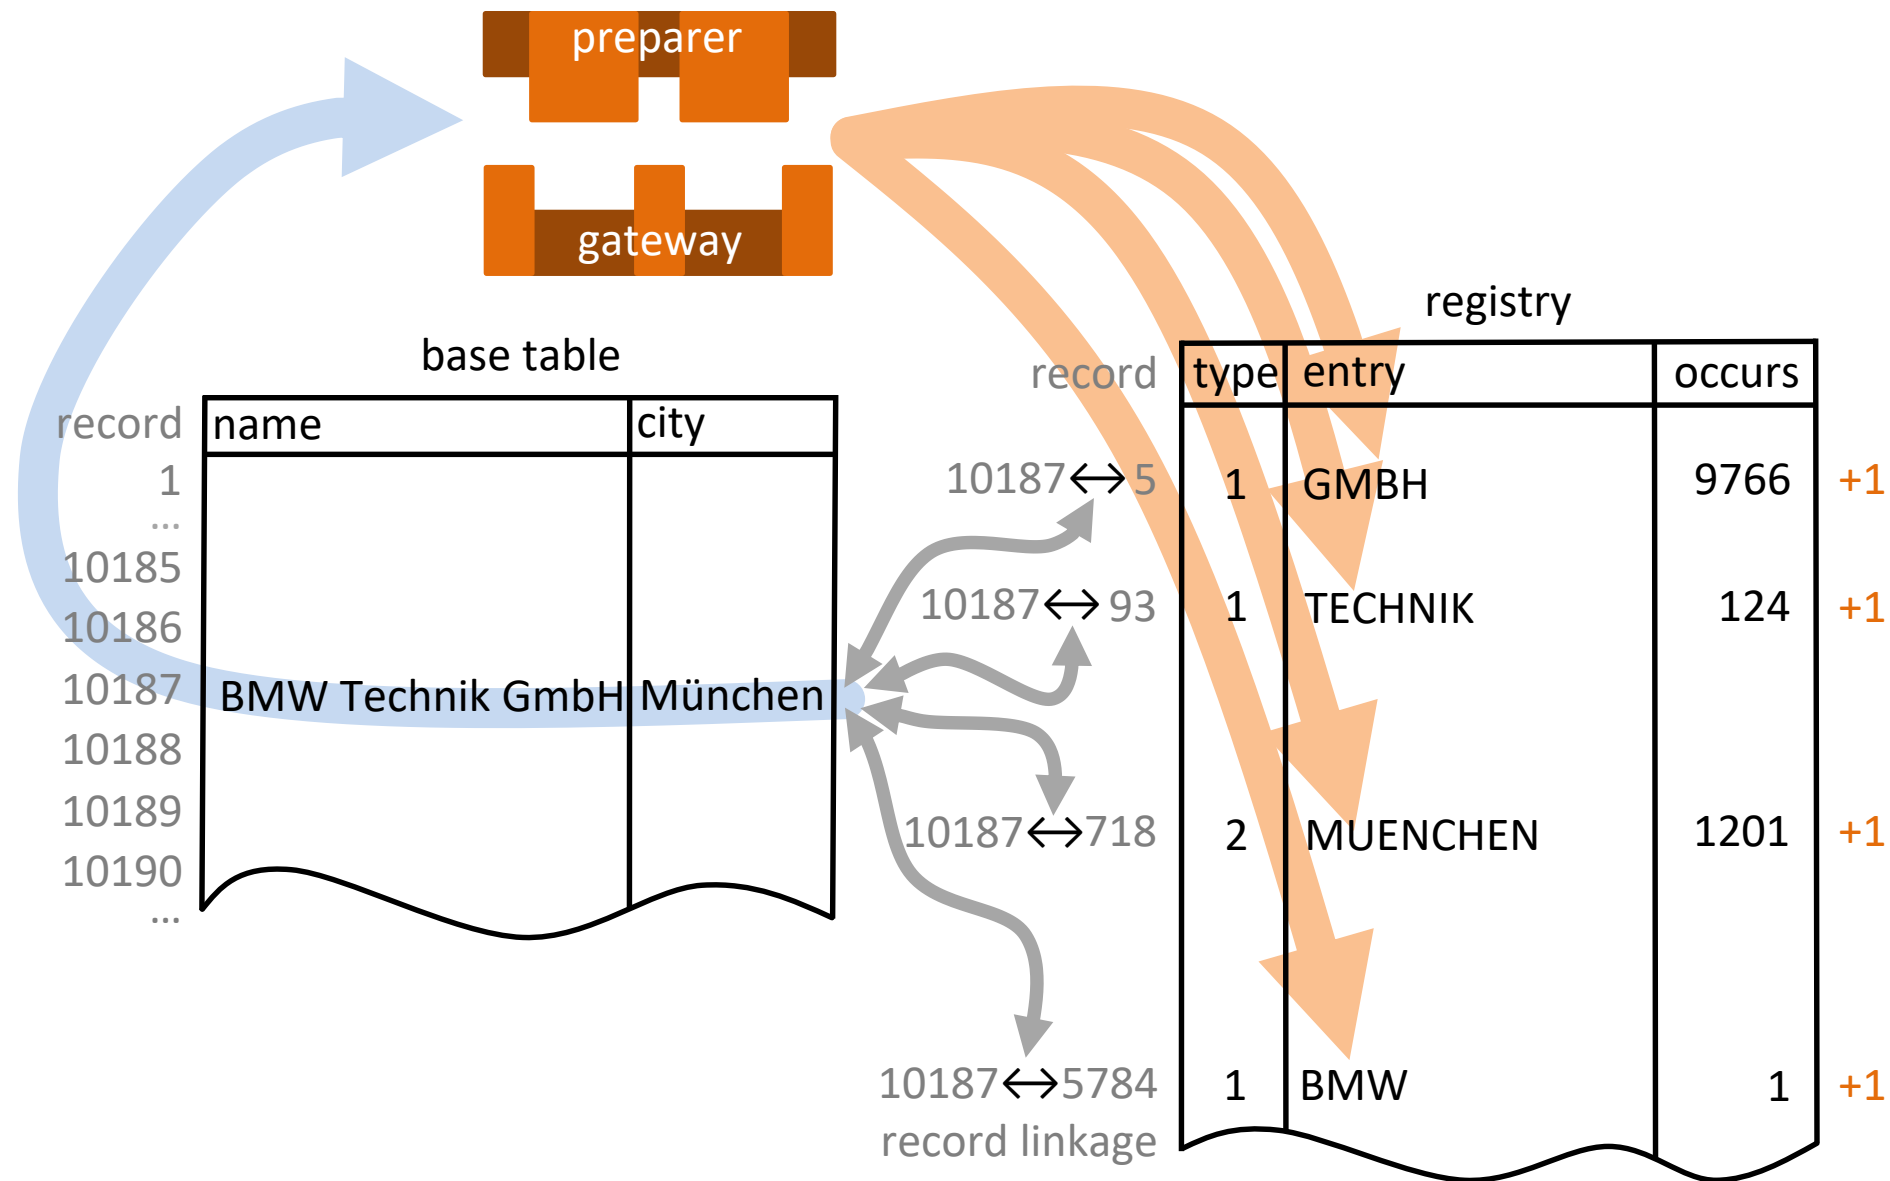 preparer
gateway
base table
record name city
1
...
10185
10186
10187 BMW Technik GmbH München
10188
10189
10190
...
registry
record type entry occurs
10187↔5 1 GMBH 9766 +1
10187↔93 1 TECHNIK 124 +1
10187↔718 2 MUENCHEN 1201 +1
10187↔5784 1 BMW 1 +1
record linkage